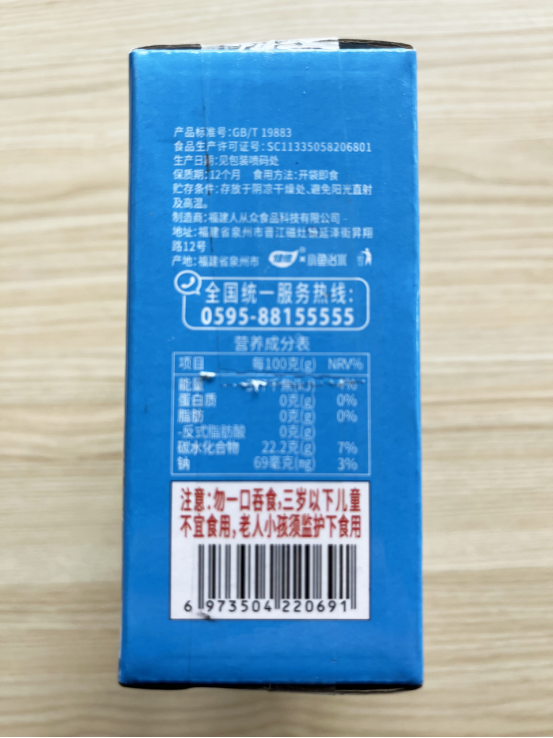 产品标准号:GB/T 19883
食品生产许可证号:SC11335058206801
生产日期:见包装喷码处
保质期:12个月 食用方法:开袋即食
贮存条件:存放于阴凉干燥处、避免阳光直射
及高温。
制造商:福建人从众食品科技有限公司
地址:福建省泉州市晋江磁灶镇延泽街昇翔
路12号
产地:福建省泉州市
全国统一服务热线:
0595-88155555
营养成分表
项目 每100克(g) NRV%
能量
蛋白质 0克(g) 0%
脂肪 0克(g) 0%
-反式脂肪酸 0克(g)
碳水化合物 22.2克(g) 7%
钠 69毫克(mg) 3%
注意:勿一口吞食,三岁以下儿童
不宜食用,老人小孩须监护下食用
6 973504 220691